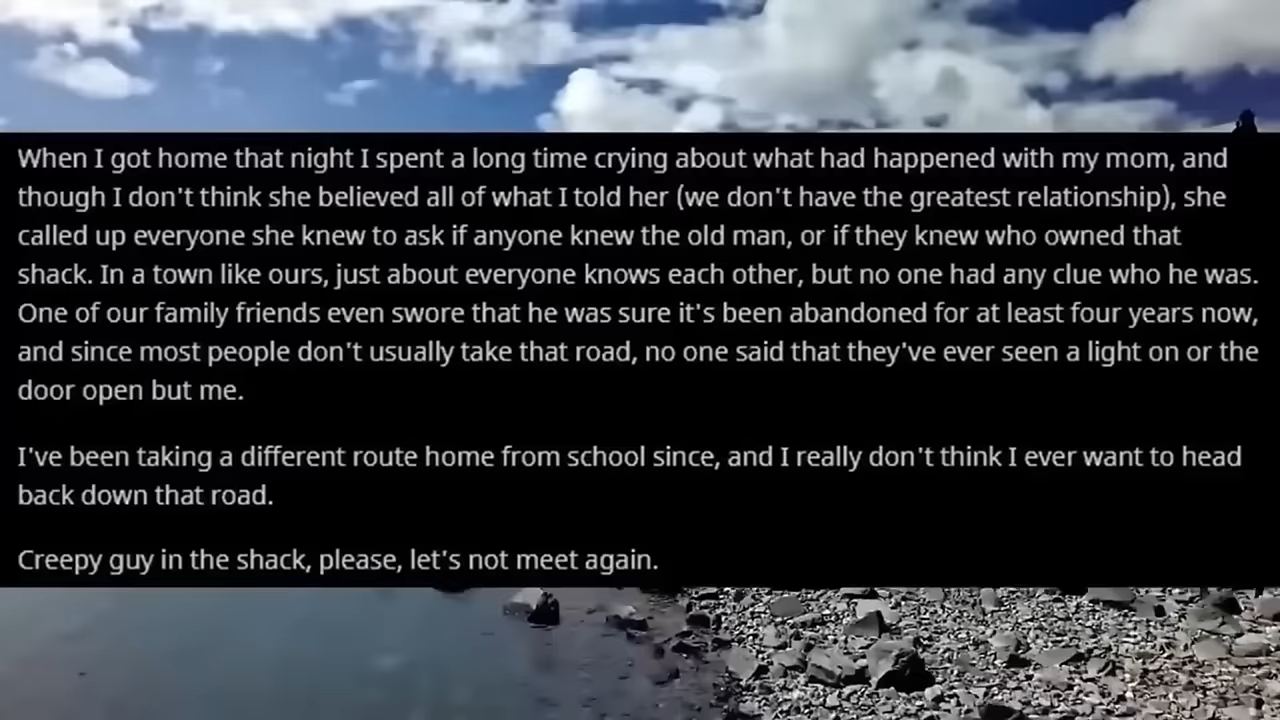 When I got home that night I spent a long time crying about what had happened with my mom, and
though I don't think she believed all of what I told her (we don't have the greatest relationship), she
called up everyone she knew to ask if anyone knew the old man, or if they knew who owned that
shack. In a town like ours, just about everyone knows each other, but no one had any clue who he was.
One of our family friends even swore that he was sure it's been abandoned for at least four years now,
and since most people don't usually take that road, no one said that they've ever seen a light on or the
door open but me.
I've been taking a different route home from school since, and I really don't think I ever want to head
back down that road.
Creepy guy in the shack, please, let's not meet again.